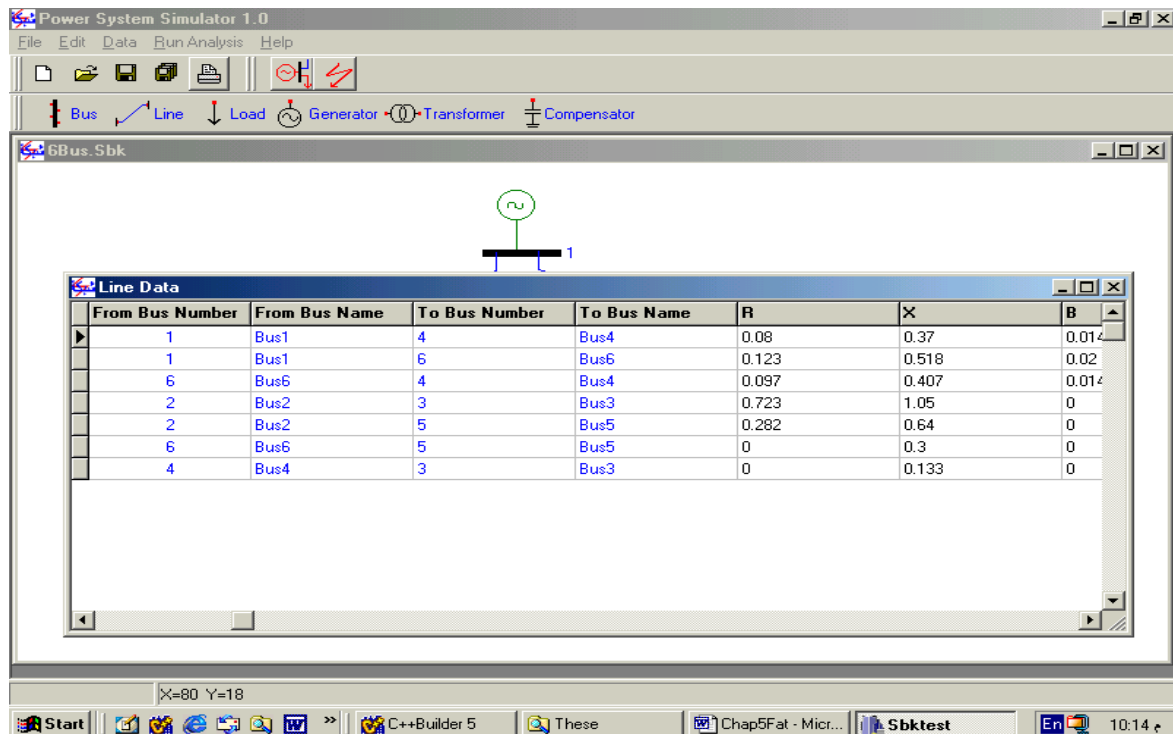 Power System Simulator 1.0
File Edit Data Run Analysis Help
Bus Line Load Generator Transformer Compensator
6Bus.Sbk
1
Line Data
From Bus Number From Bus Name To Bus Number To Bus Name R X B
1 Bus1 4 Bus4 0.08 0.37 0.014
1 Bus1 6 Bus6 0.123 0.518 0.02
6 Bus6 4 Bus4 0.097 0.407 0.014
2 Bus2 3 Bus3 0.723 1.05 0
2 Bus2 5 Bus5 0.282 0.64 0
6 Bus6 5 Bus5 0 0.3 0
4 Bus4 3 Bus3 0 0.133 0
X=80 Y=18
Start W » C++Builder 5 These Chap5Fat - Micr... Sbktest En 10:14 م